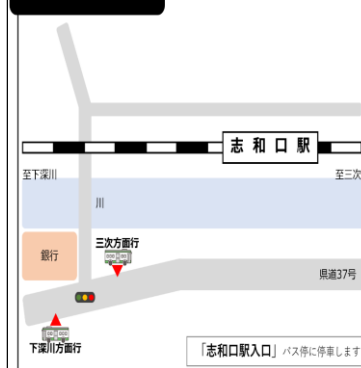 志和口駅
至下深川
至三次
川
銀行
三次方面行
県道37号
下深川方面行
「志和口駅入口」バス停に停車します